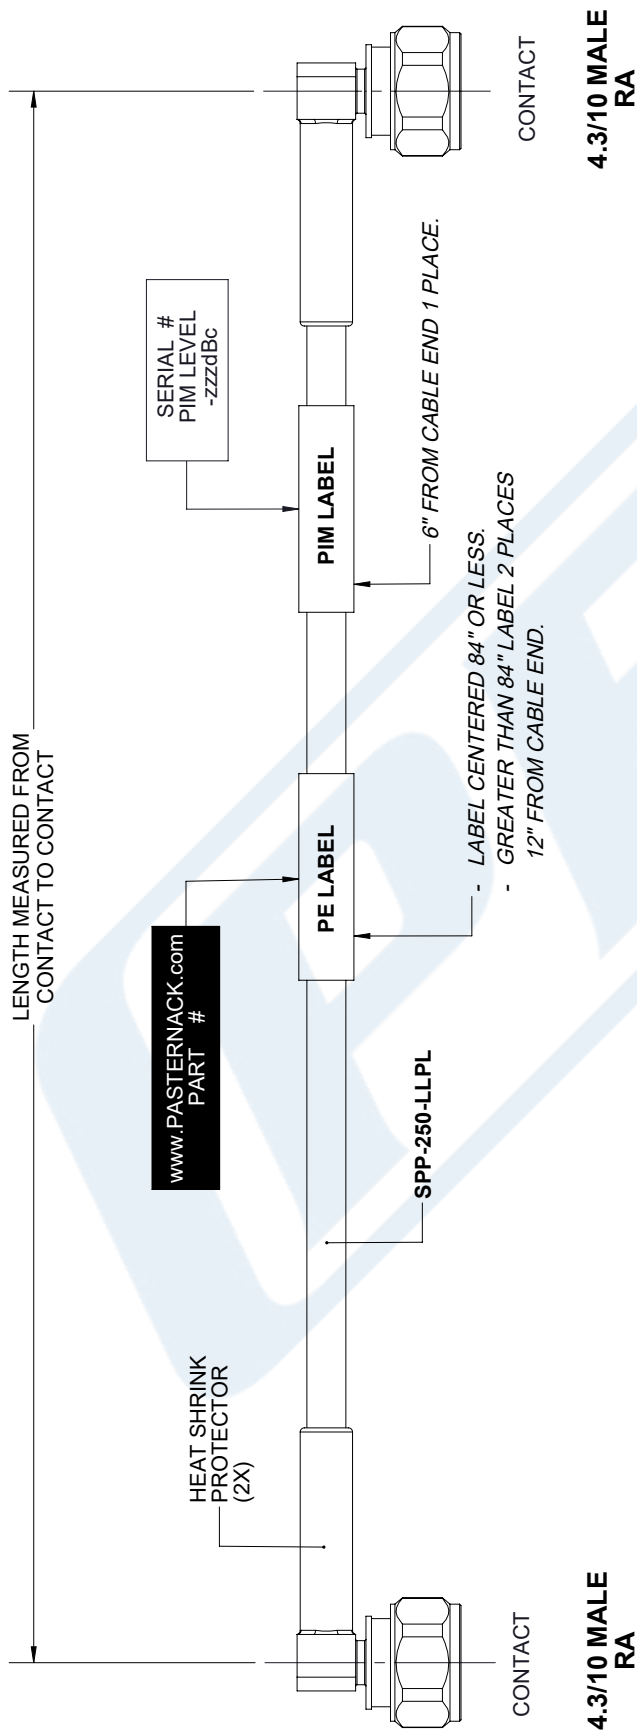 LENGTH MEASURED FROM
CONTACT TO CONTACT
SERIAL #
PIM LEVEL
-zzzdBc
www.PASTERNACK.com
PART #
HEAT SHRINK
PROTECTOR
(2X)
PE LABEL
PIM LABEL
SPP-250-LLPL
6" FROM CABLE END 1 PLACE.
- LABEL CENTERED 84" OR LESS.
- GREATER THAN 84" LABEL 2 PLACES
12" FROM CABLE END.
CONTACT
4.3/10 MALE
RA
CONTACT
4.3/10 MALE
RA